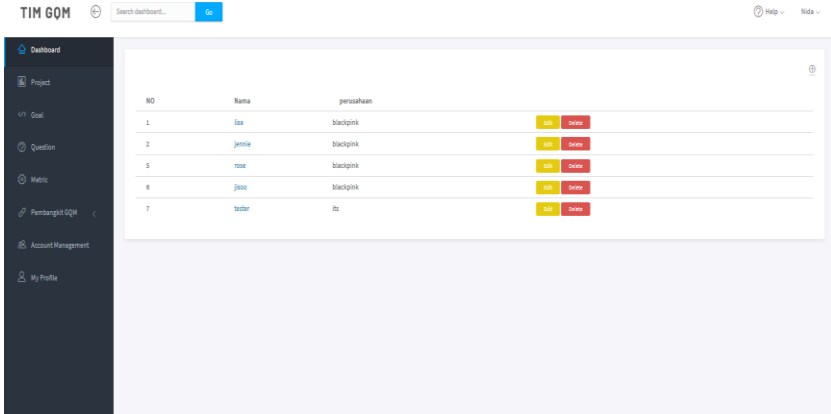 TIM GQM
Search dashboard...
Go
Help
Nida
Dashboard
Project
Goal
Question
Metric
Pembangkit GQM
Account Management
My Profile
NO Nama perusahaan
1 lisa blackpink Edit Delete
2 jennie blackpink Edit Delete
5 rose blackpink Edit Delete
6 jisoo blackpink Edit Delete
7 tester its Edit Delete